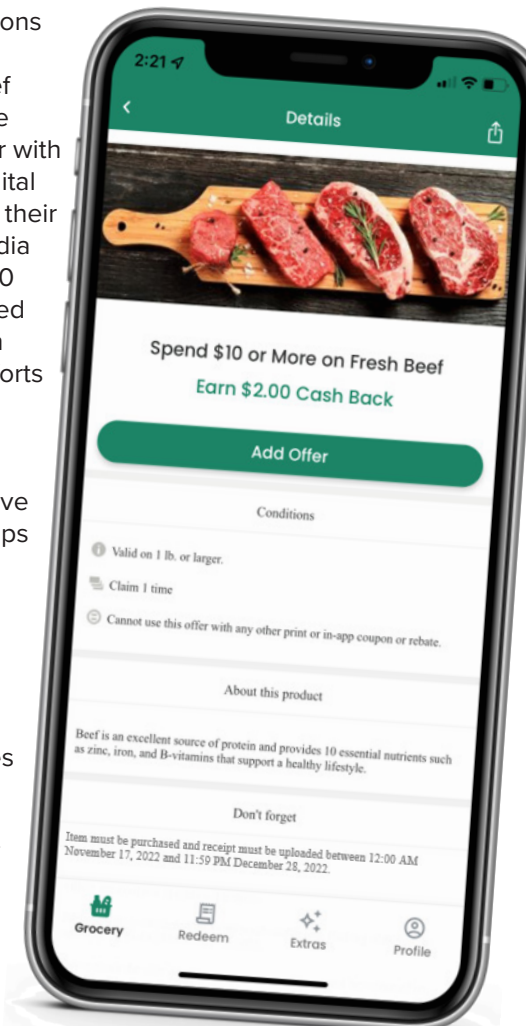 ons
ef
e
r with
ital
their
dia
0
ed
n
orts
ve
ps
es
2:21
Details
Spend $10 or More on Fresh Beef
Earn $2.00 Cash Back
Add Offer
Conditions
Valid on 1 lb. or larger.
Claim 1 time
Cannot use this offer with any other print or in-app coupon or rebate.
About this product
Beef is an excellent source of protein and provides 10 essential nutrients such
as zinc, iron, and B-vitamins that support a healthy lifestyle.
Don't forget
Item must be purchased and receipt must be uploaded between 12:00 AM
November 17, 2022 and 11:59 PM December 28, 2022.
Grocery
Redeem
Extras
Profile